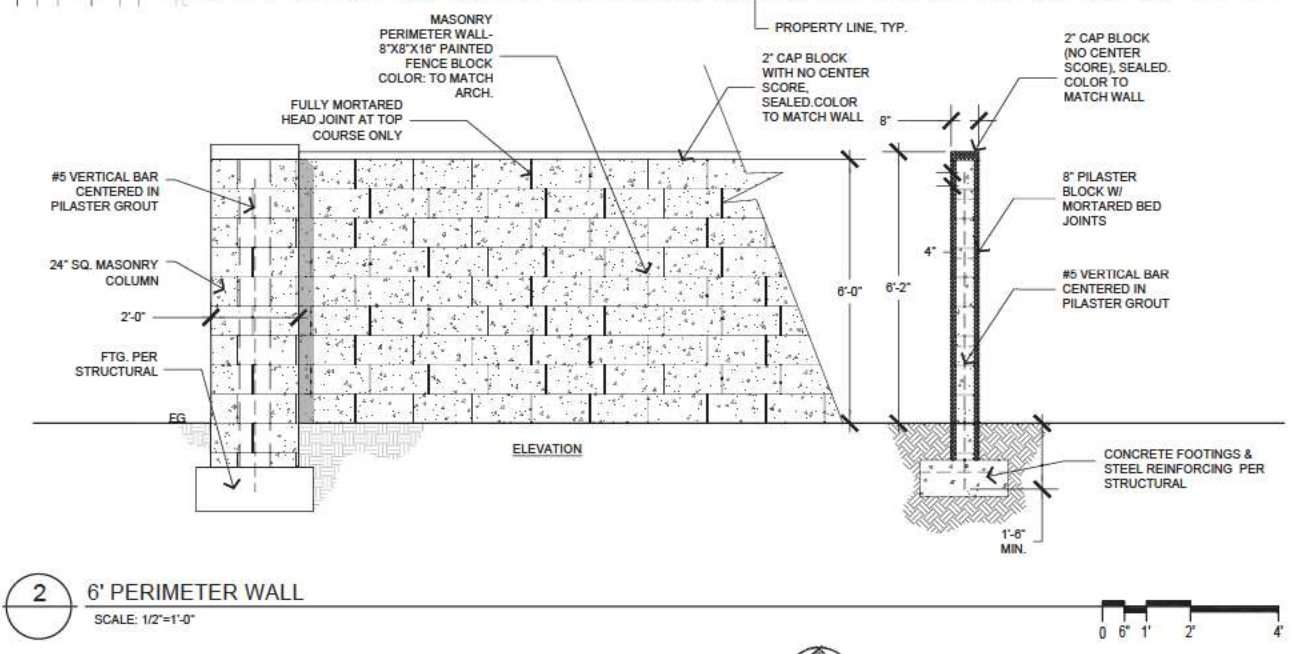 PROPERTY LINE, TYP.
MASONRY
PERIMETER WALL-
8"X8"X16" PAINTED
FENCE BLOCK
COLOR: TO MATCH
ARCH.
2" CAP BLOCK
WITH NO CENTER
SCORE,
SEALED.COLOR
TO MATCH WALL
2" CAP BLOCK
(NO CENTER
SCORE), SEALED.
COLOR TO
MATCH WALL
FULLY MORTARED
HEAD JOINT AT TOP
COURSE ONLY
8"
#5 VERTICAL BAR
CENTERED IN
PILASTER GROUT
8" PILASTER
BLOCK W/
MORTARED BED
JOINTS
4"
24" SQ. MASONRY
COLUMN
6'-0"
6'-2"
#5 VERTICAL BAR
CENTERED IN
PILASTER GROUT
2'-0"
FTG. PER
STRUCTURAL
FG
ELEVATION
CONCRETE FOOTINGS &
STEEL REINFORCING PER
STRUCTURAL
1'-6"
MIN.
2
6' PERIMETER WALL
SCALE: 1/2"=1'-0"
0 6" 1' 2' 4'